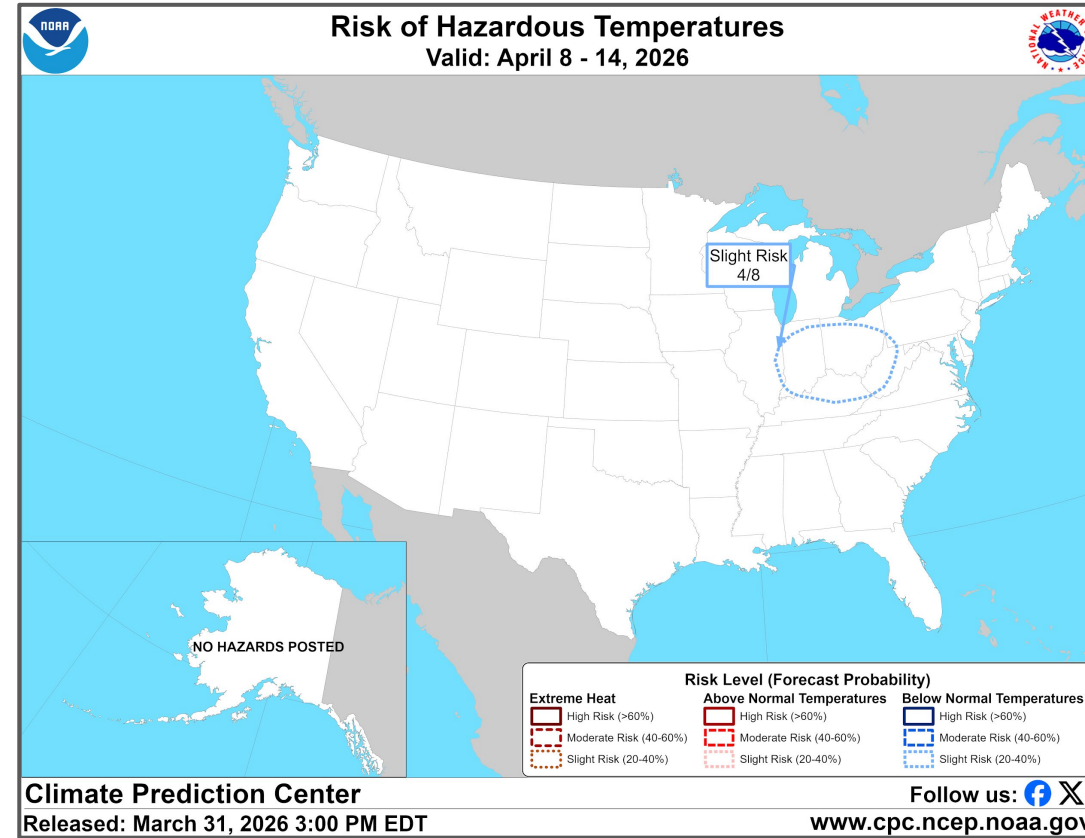 NOAA
NATIONAL WEATHER SERVICE
Risk of Hazardous Temperatures
Valid: April 8 - 14, 2026
Slight Risk
4/8
NO HAZARDS POSTED
Risk Level (Forecast Probability)
Extreme Heat
High Risk (>60%)
Moderate Risk (40-60%)
Slight Risk (20-40%)
Above Normal Temperatures
High Risk (>60%)
Moderate Risk (40-60%)
Slight Risk (20-40%)
Below Normal Temperatures
High Risk (>60%)
Moderate Risk (40-60%)
Slight Risk (20-40%)
Climate Prediction Center
Follow us:
Released: March 31, 2026 3:00 PM EDT
www.cpc.ncep.noaa.gov